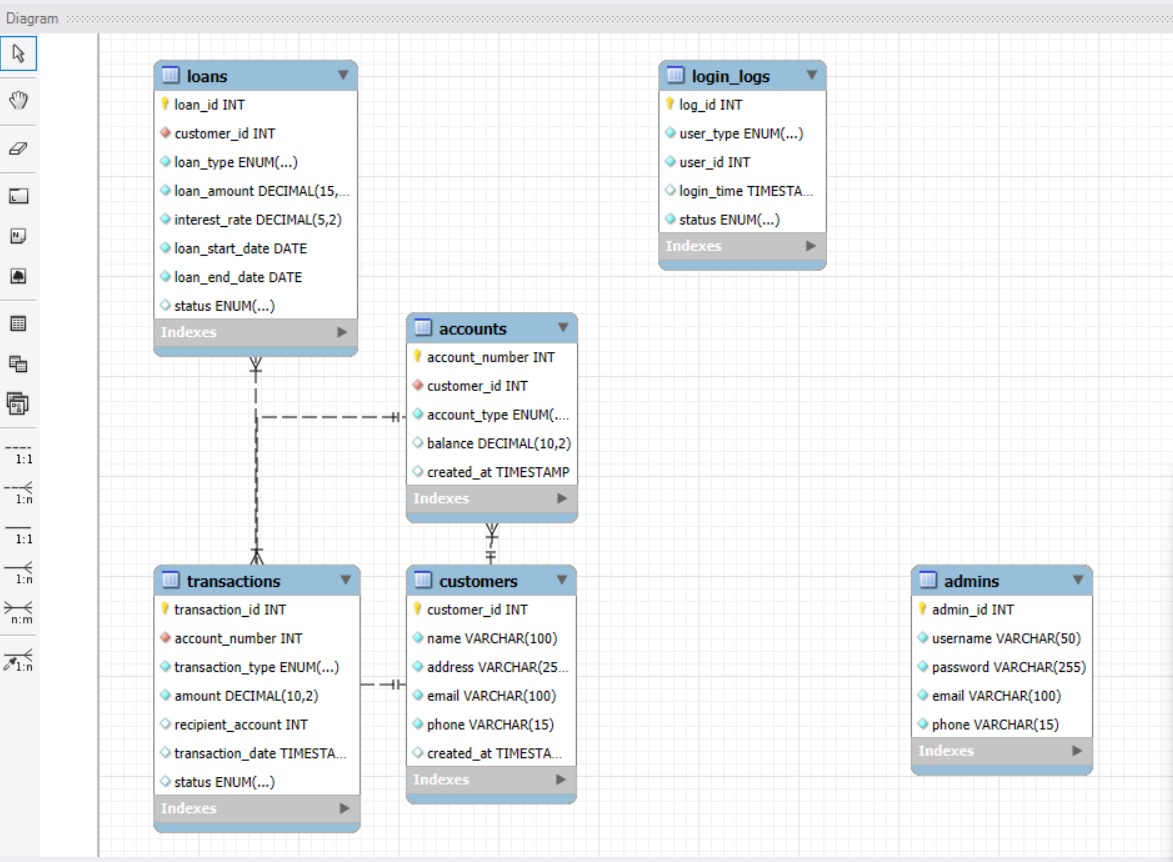 Diagram
loans
loan_id INT
customer_id INT
loan_type ENUM(...)
loan_amount DECIMAL(15,...
interest_rate DECIMAL(5,2)
loan_start_date DATE
loan_end_date DATE
status ENUM(...)
Indexes
login_logs
log_id INT
user_type ENUM(...)
user_id INT
login_time TIMESTA...
status ENUM(...)
Indexes
accounts
account_number INT
customer_id INT
account_type ENUM(....
balance DECIMAL(10,2)
created_at TIMESTAMP
Indexes
transactions
transaction_id INT
account_number INT
transaction_type ENUM(...)
amount DECIMAL(10,2)
recipient_account INT
transaction_date TIMESTA...
status ENUM(...)
Indexes
customers
customer_id INT
name VARCHAR(100)
address VARCHAR(25...
email VARCHAR(100)
phone VARCHAR(15)
created_at TIMESTA...
Indexes
admins
admin_id INT
username VARCHAR(50)
password VARCHAR(255)
email VARCHAR(100)
phone VARCHAR(15)
Indexes
1:1
1:n
1:1
1:n
n:m
1:n